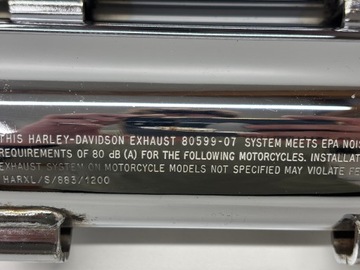 THIS HARLEY-DAVIDSON EXHAUST 80599-07 SYSTEM MEETS EPA NOIS
REQUIREMENTS OF 80 dB (A) FOR THE FOLLOWING MOTORCYCLES. INSTALLAT
EXHAUST SYSTEM ON MOTORCYCLE MODELS NOT SPECIFIED MAY VIOLATE FE
HARXL/S/883/1200